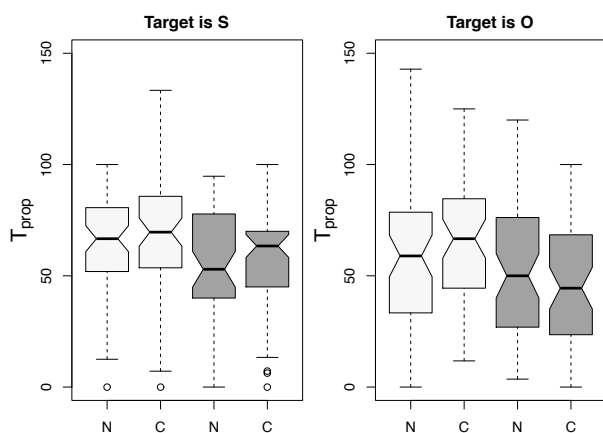 Target is S
150
100
50
0
T_prop
N C N C
Target is O
150
100
50
0
T_prop
N C N C